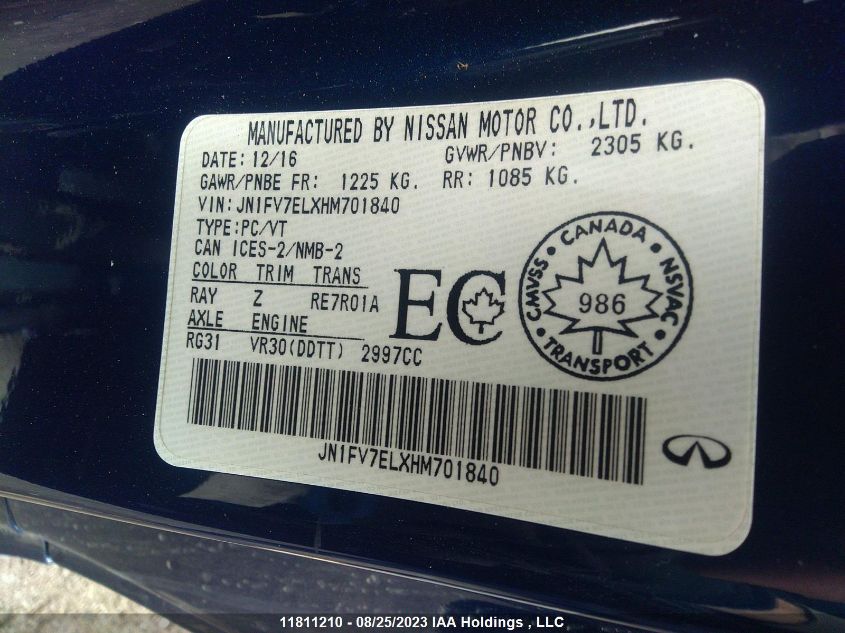 MANUFACTURED BY NISSAN MOTOR CO.,LTD.
DATE: 12/16 GVWR/PNBV: 2305 KG.
GAWR/PNBE FR: 1225 KG. RR: 1085 KG.
VIN: JN1FV7ELXHM701840
TYPE: PC/VT
CAN ICES-2/NMB-2
COLOR TRIM TRANS
RAY Z RE7R01A
AXLE ENGINE
RG31 VR30(DDTT) 2997CC
EC
CANADA
CMVSS • NSVAC
986
TRANSPORT
JN1FV7ELXHM701840
11811210 - 08/25/2023 IAA Holdings , LLC